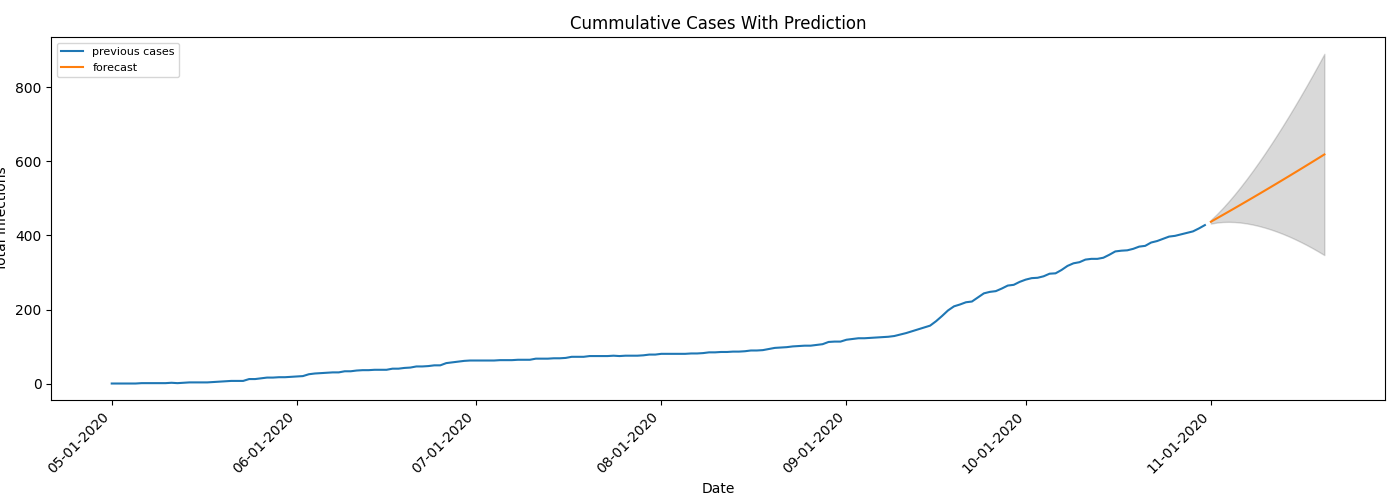 Cummulative Cases With Prediction
previous cases
forecast
800
600
400
200
0
Total Infections
05-01-2020
06-01-2020
07-01-2020
08-01-2020
09-01-2020
10-01-2020
11-01-2020
Date